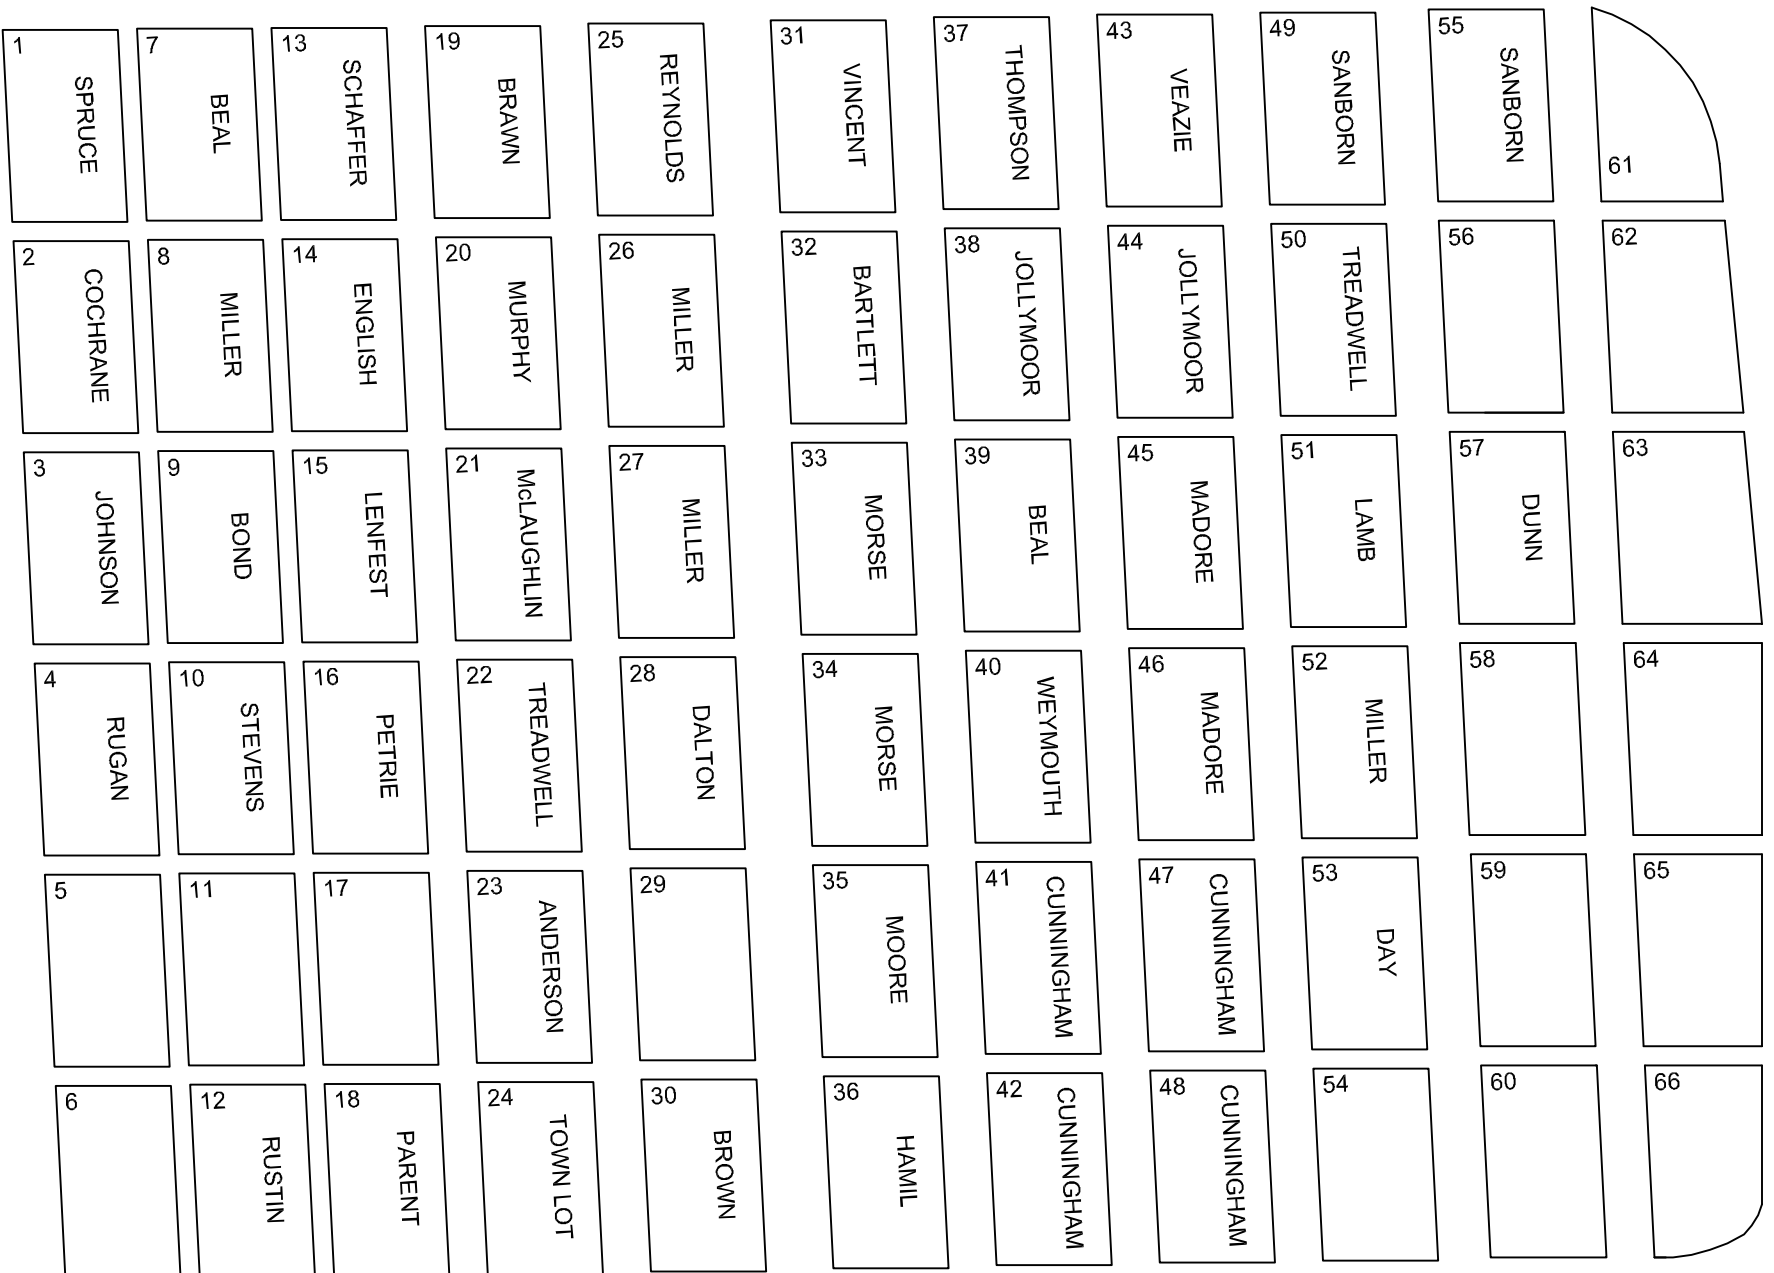 1 SPRUCE
7 BEAL
13 SCHAFFER
19 BRAWN
25 REYNOLDS
31 VINCENT
37 THOMPSON
43 VEAZIE
49 SANBORN
55 SANBORN
61
2 COCHRANE
8 MILLER
14 ENGLISH
20 MURPHY
26 MILLER
32 BARTLETT
38 JOLLYMOOR
44 JOLLYMOOR
50 TREADWELL
56
62
3 JOHNSON
9 BOND
15 LENFEST
21 McLAUGHLIN
27 MILLER
33 MORSE
39 BEAL
45 MADORE
51 LAMB
57 DUNN
63
4 RUGAN
10 STEVENS
16 PETRIE
22 TREADWELL
28 DALTON
34 MORSE
40 WEYMOUTH
46 MADORE
52 MILLER
58
64
5
11
17
23 ANDERSON
29
35 MOORE
41 CUNNINGHAM
47 CUNNINGHAM
53 DAY
59
65
6
12 RUSTIN
18 PARENT
24 TOWN LOT
30 BROWN
36 HAMIL
42 CUNNINGHAM
48 CUNNINGHAM
54
60
66